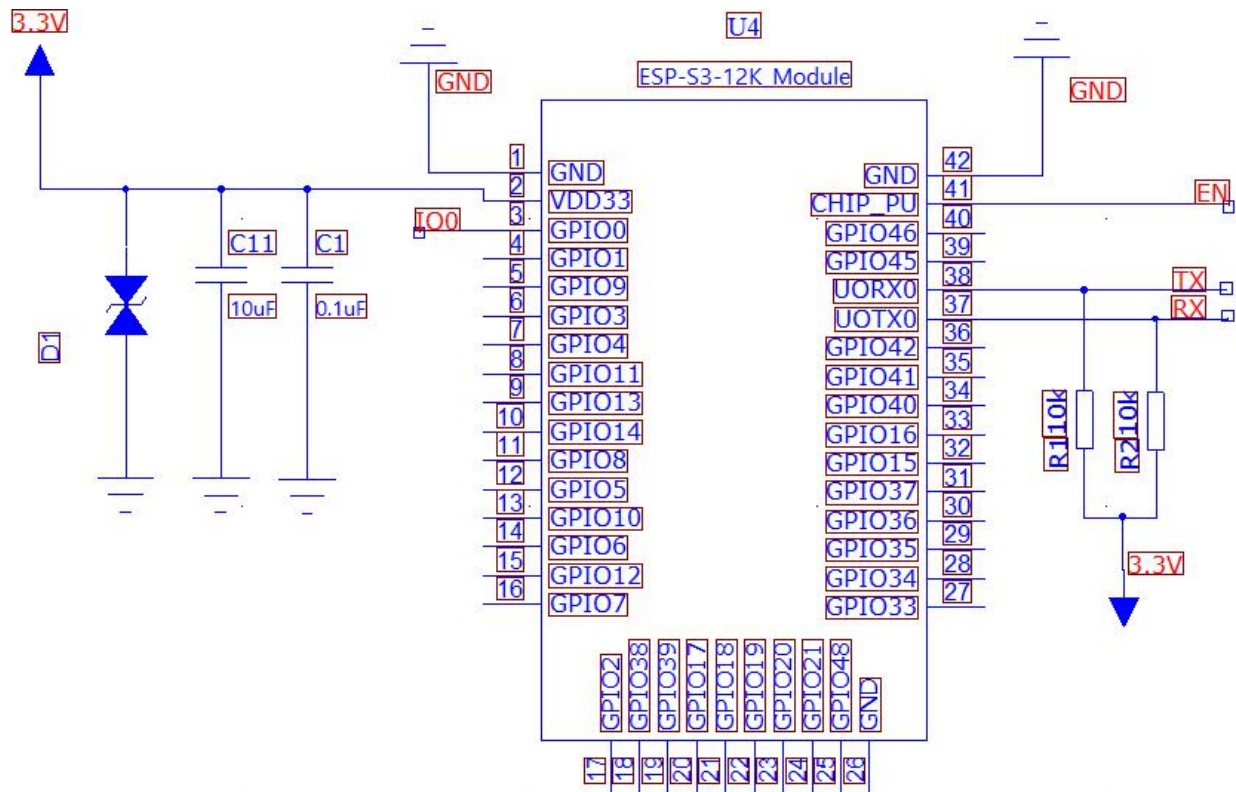 3.3V
U4
ESP-S3-12K_Module
GND
GND
1 GND
2 VDD33
IO0 3 GPIO0
4 GPIO1
5 GPIO9
6 GPIO3
7 GPIO4
8 GPIO11
9 GPIO13
10 GPIO14
11 GPIO8
12 GPIO5
13 GPIO10
14 GPIO6
15 GPIO12
16 GPIO7
C11
10uF
C1
0.1uF
D1
GND 42
CHIP_PU 41 EN
GPIO46 40
GPIO45 39
UORX0 38 TX
UOTX0 37 RX
GPIO42 36
GPIO41 35
GPIO40 34
GPIO16 33
GPIO15 32
GPIO37 31
GPIO36 30
GPIO35 29
GPIO34 28
GPIO33 27
R1 10k
R2 10k
3.3V
GPIO2 17
GPIO38 18
GPIO39 19
GPIO17 20
GPIO18 21
GPIO19 22
GPIO20 23
GPIO21 24
GPIO48 25
GND 26